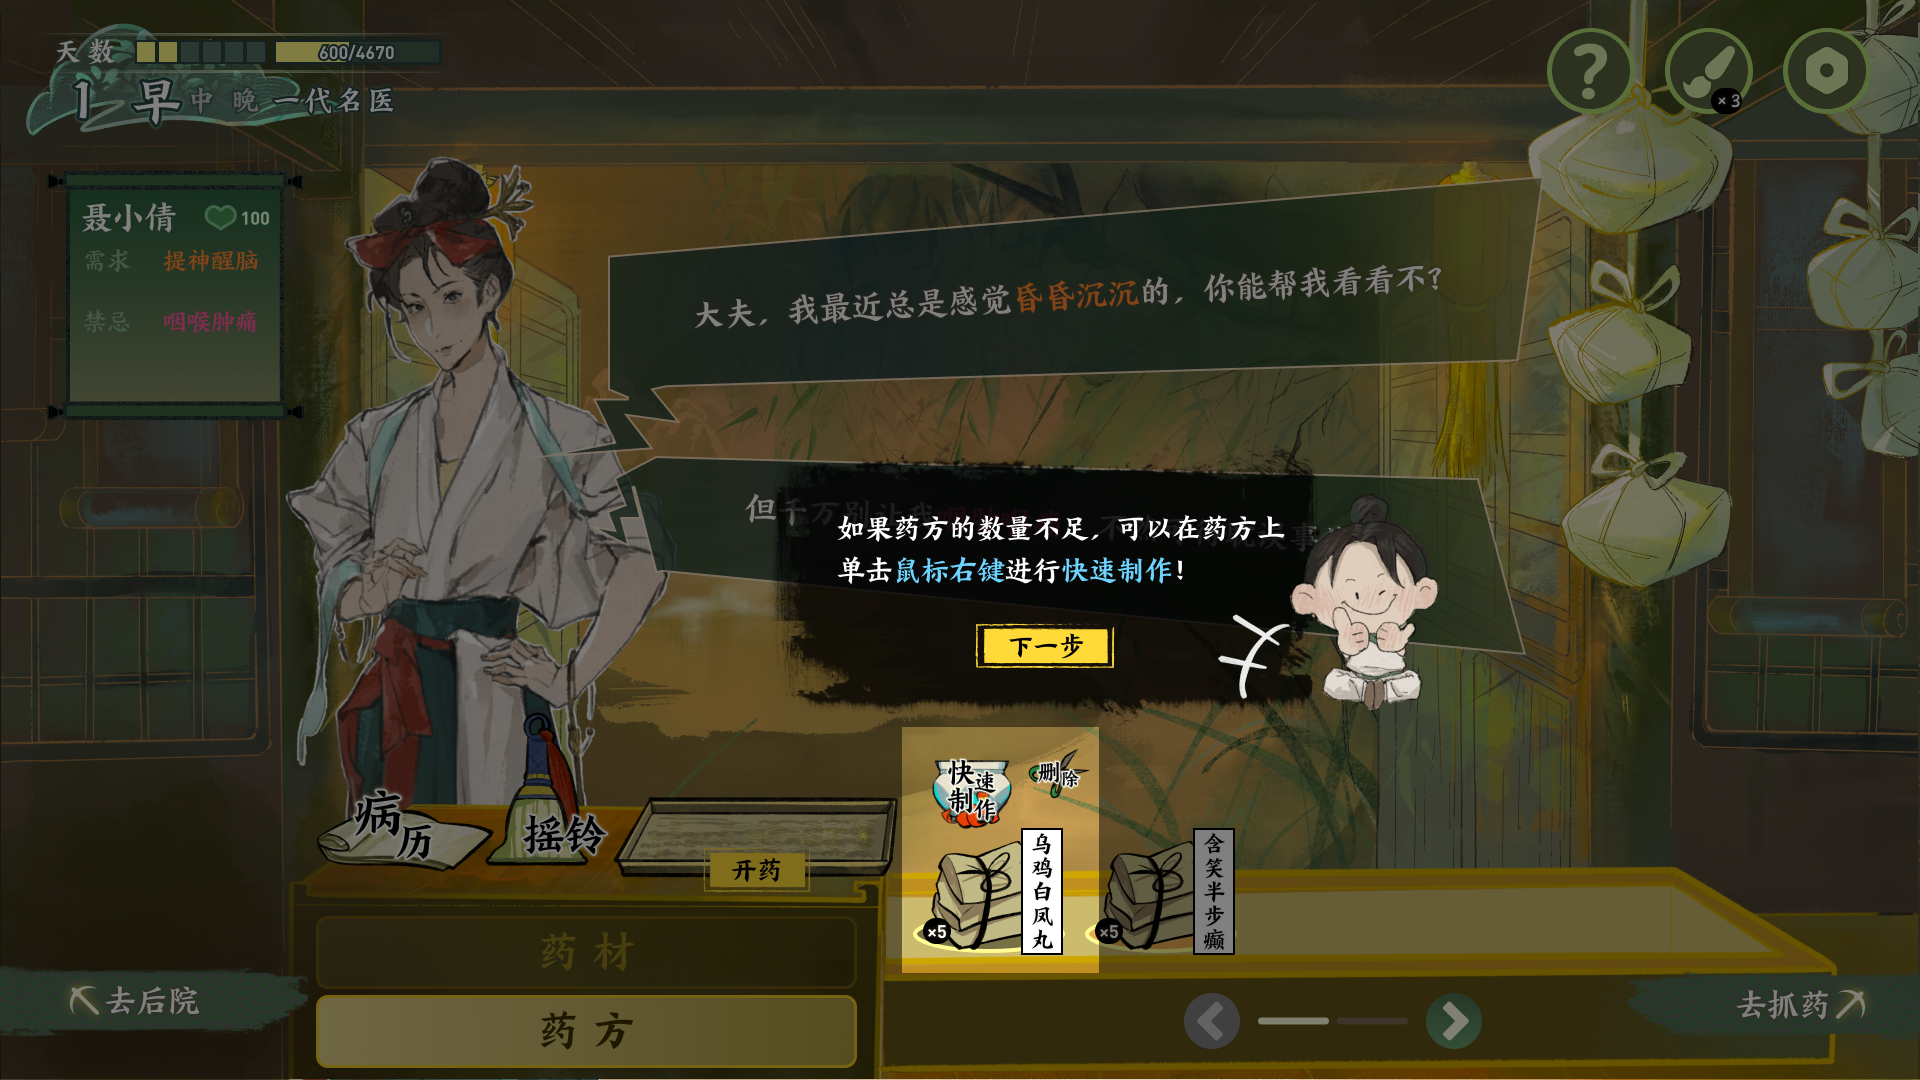 天数
600/4670
1 早 中 晚 一代名医
× 3
聂小倩 100
需求 提神醒脑
禁忌 咽喉肿痛
大夫，我最近总是感觉昏昏沉沉的，你能帮我看看不？
但千万别让我
如果药方的数量不足，可以在药方上
单击鼠标右键进行快速制作！
下一步
快速制作
删除
病历
摇铃
开药
乌鸡白凤丸
×5
含笑半步癫
×5
药材
药方
去后院
去抓药